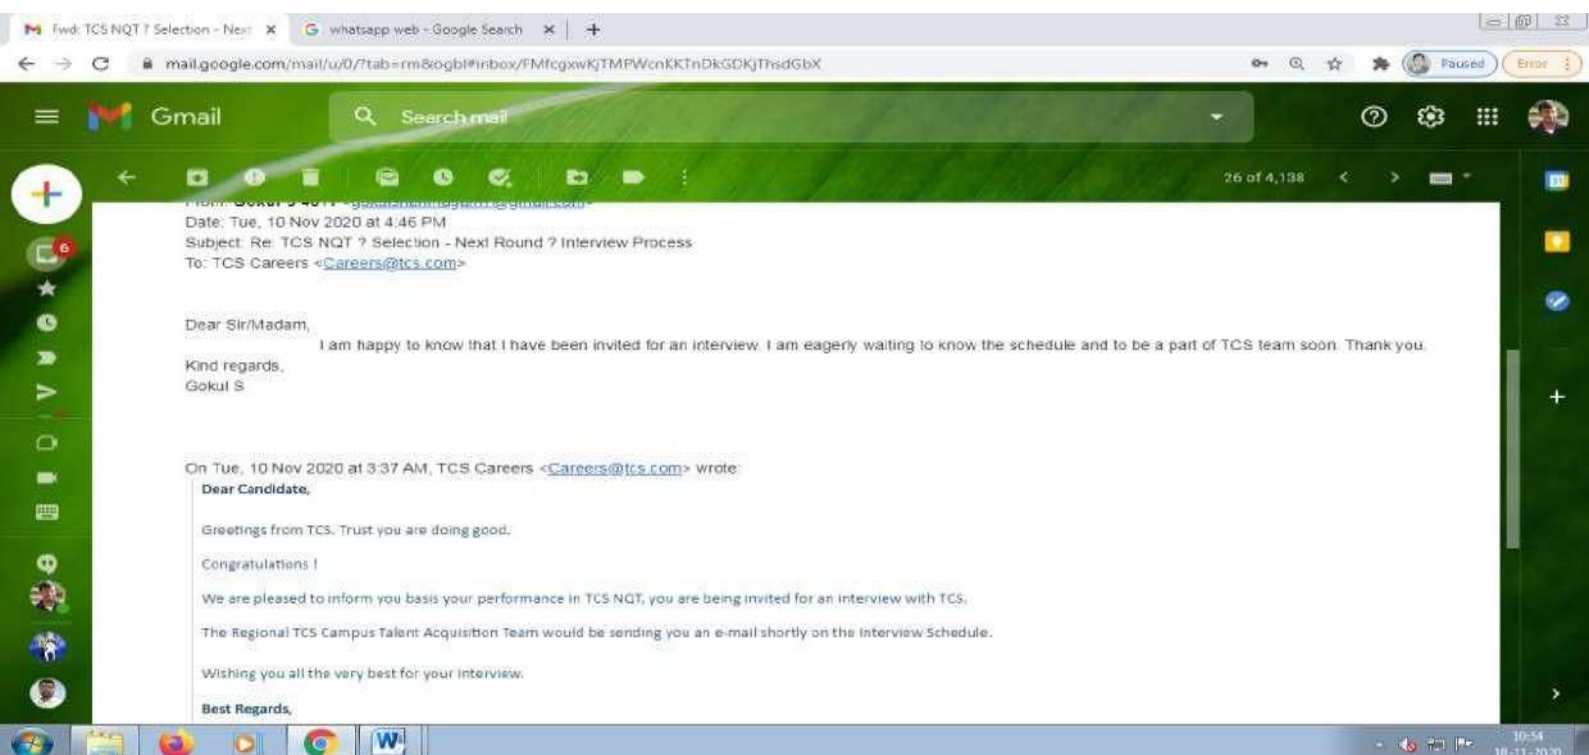 Fwd: TCS NQT ? Selection - Next
whatsapp web - Google Search
mail.google.com/mail/u/0/?tab=rm&ogbl#inbox/FMfcgxwKjTMPWcnKKTnDkGDKjThsdGbX
Paused
Error
Gmail
Search mail
26 of 4,138
From: Gokul S
Date: Tue, 10 Nov 2020 at 4:46 PM
Subject: Re: TCS NQT ? Selection - Next Round ? Interview Process
To: TCS Careers <Careers@tcs.com>
6
Dear Sir/Madam,
I am happy to know that I have been invited for an interview. I am eagerly waiting to know the schedule and to be a part of TCS team soon. Thank you.
Kind regards,
Gokul S
On Tue, 10 Nov 2020 at 3:37 AM, TCS Careers <Careers@tcs.com> wrote:
Dear Candidate,
Greetings from TCS. Trust you are doing good.
Congratulations !
We are pleased to inform you basis your performance in TCS NQT, you are being invited for an interview with TCS.
The Regional TCS Campus Talent Acquisition Team would be sending you an e-mail shortly on the Interview Schedule.
Wishing you all the very best for your interview.
Best Regards,
10:54
18-11-2020